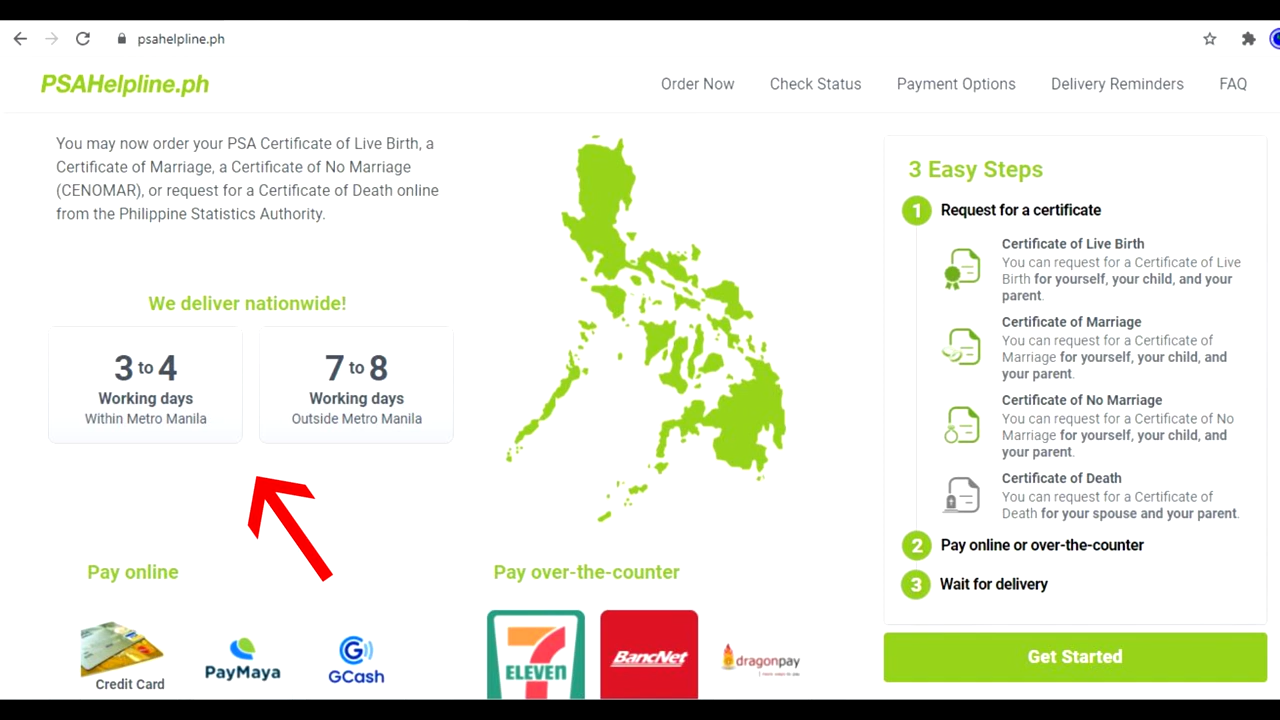 psahelpline.ph
PSAHelpline.ph
Order Now
Check Status
Payment Options
Delivery Reminders
FAQ
You may now order your PSA Certificate of Live Birth, a
Certificate of Marriage, a Certificate of No Marriage
(CENOMAR), or request for a Certificate of Death online
from the Philippine Statistics Authority.
We deliver nationwide!
3 to 4
Working days
Within Metro Manila
7 to 8
Working days
Outside Metro Manila
Pay online
Credit Card
PayMaya
GCash
Pay over-the-counter
7
ELEVEN
BancNet
dragonpay
3 Easy Steps
1 Request for a certificate
Certificate of Live Birth
You can request for a Certificate of Live
Birth for yourself, your child, and your
parent.
Certificate of Marriage
You can request for a Certificate of
Marriage for yourself, your child, and
your parent.
Certificate of No Marriage
You can request for a Certificate of No
Marriage for yourself, your child, and
your parent.
Certificate of Death
You can request for a Certificate of
Death for your spouse and your parent.
2 Pay online or over-the-counter
3 Wait for delivery
Get Started